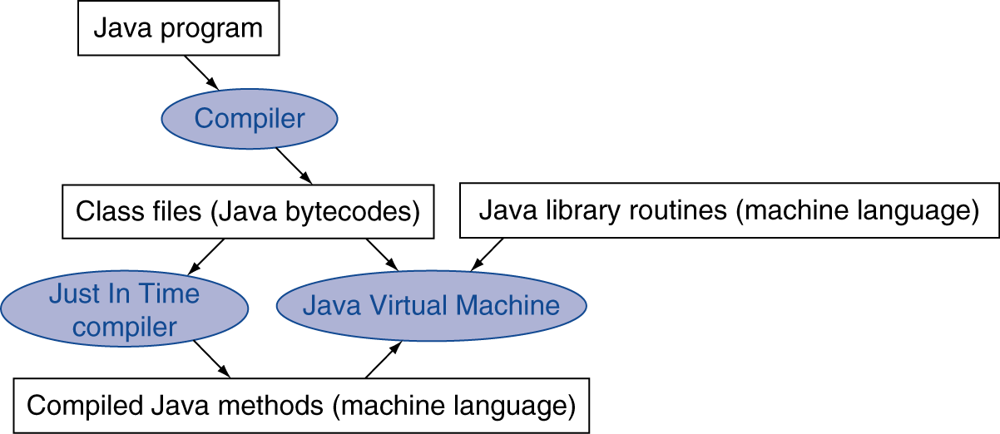 Java program
Compiler
Class files (Java bytecodes)
Java library routines (machine language)
Just In Time
compiler
Java Virtual Machine
Compiled Java methods (machine language)